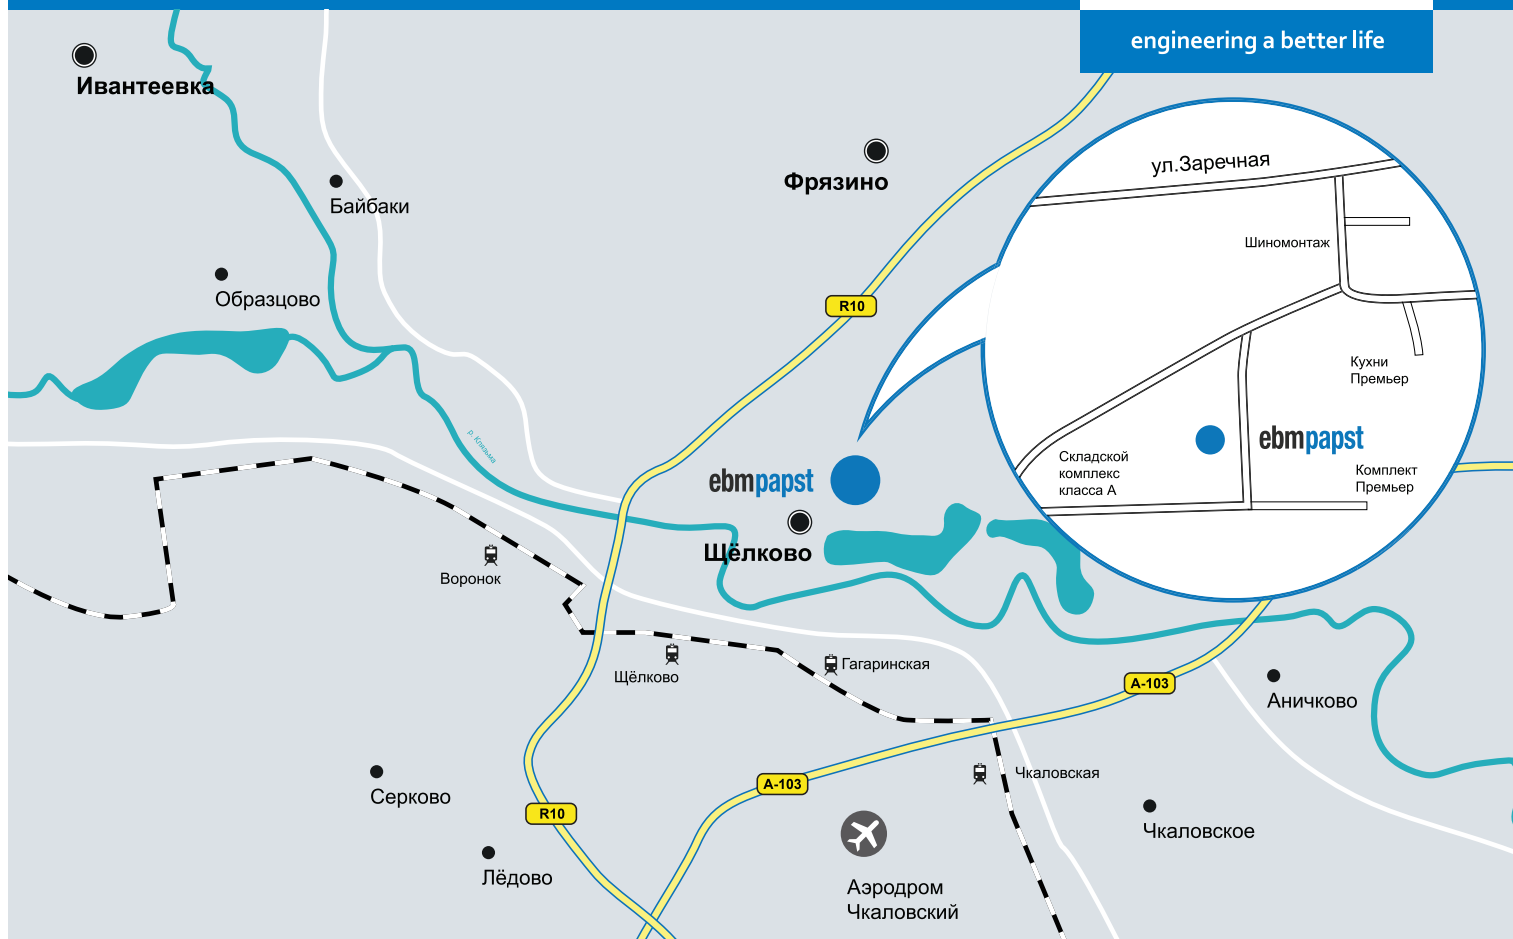 engineering a better life
Ивантеевка
Фрязино
ул.Заречная
Байбаки
Шиномонтаж
Образцово
R10
Кухни
Премьер
р. Клязьма
ebmpapst
Складской
комплекс
класса А
Комплект
Премьер
ebmpapst
Щёлково
Воронок
Щёлково
Гагаринская
A-103
Аничково
Чкаловская
A-103
Серково
R10
Чкаловское
Лёдово
Аэродром
Чкаловский